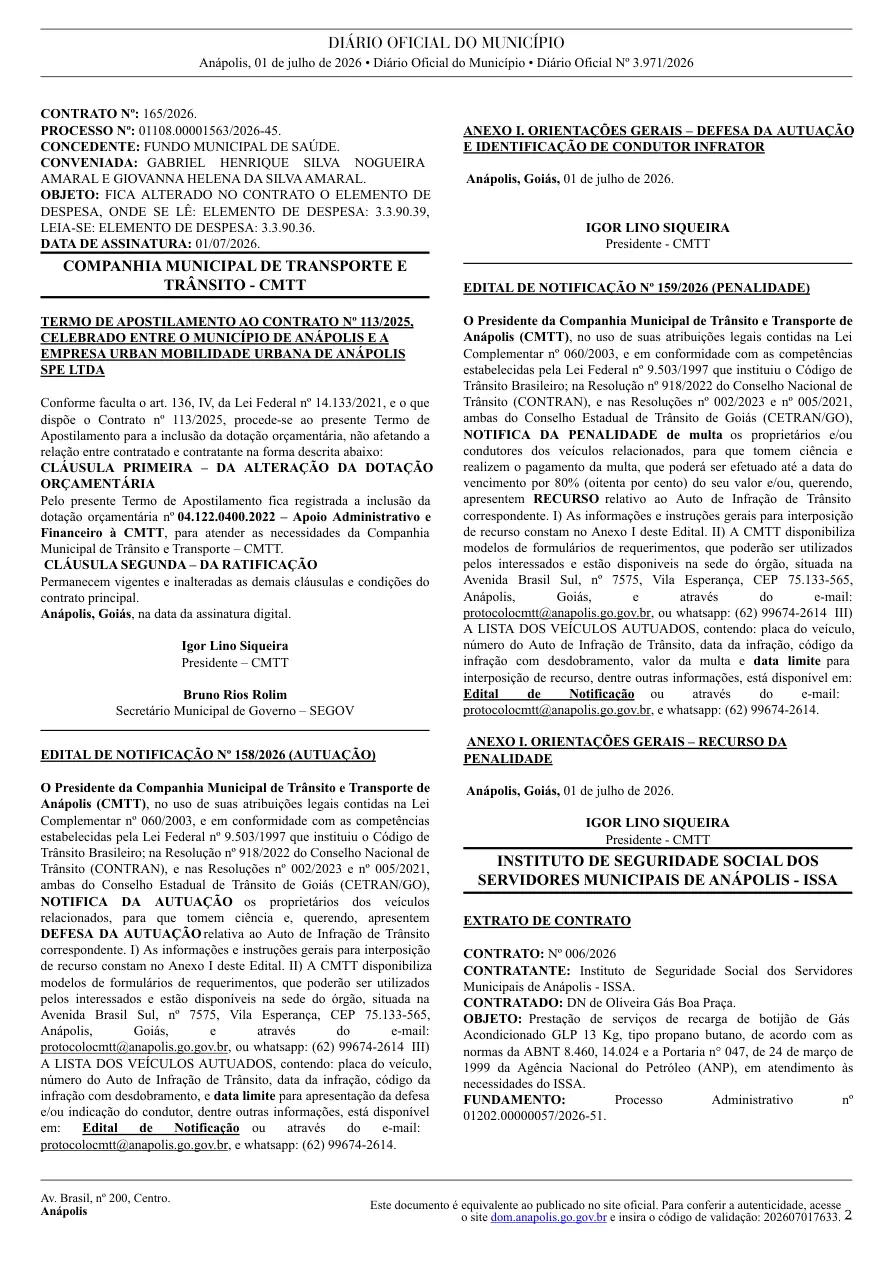 DIÁRIO OFICIAL DO MUNICÍPIO
Anápolis, 01 de julho de 2026 • Diário Oficial do Município • Diário Oficial Nº 3.971/2026
CONTRATO Nº: 165/2026.
PROCESSO Nº: 01108.00001563/2026-45.
CONCEDENTE: FUNDO MUNICIPAL DE SAÚDE.
CONVENIADA: GABRIEL HENRIQUE SILVA NOGUEIRA
AMARAL E GIOVANNA HELENA DA SILVA AMARAL.
OBJETO: FICA ALTERADO NO CONTRATO O ELEMENTO DE
DESPESA, ONDE SE LÊ: ELEMENTO DE DESPESA: 3.3.90.39,
LEIA-SE: ELEMENTO DE DESPESA: 3.3.90.36.
DATA DE ASSINATURA: 01/07/2026.
COMPANHIA MUNICIPAL DE TRANSPORTE E
TRÂNSITO - CMTT
TERMO DE APOSTILAMENTO AO CONTRATO Nº 113/2025,
CELEBRADO ENTRE O MUNICÍPIO DE ANÁPOLIS E A
EMPRESA URBAN MOBILIDADE URBANA DE ANÁPOLIS
SPE LTDA
Conforme faculta o art. 136, IV, da Lei Federal nº 14.133/2021, e o que
dispõe o Contrato nº 113/2025, procede-se ao presente Termo de
Apostilamento para a inclusão da dotação orçamentária, não afetando a
relação entre contratado e contratante na forma descrita abaixo:
CLÁUSULA PRIMEIRA – DA ALTERAÇÃO DA DOTAÇÃO
ORÇAMENTÁRIA
Pelo presente Termo de Apostilamento fica registrada a inclusão da
dotação orçamentária nº 04.122.0400.2022 – Apoio Administrativo e
Financeiro à CMTT, para atender as necessidades da Companhia
Municipal de Trânsito e Transporte – CMTT.
CLÁUSULA SEGUNDA – DA RATIFICAÇÃO
Permanecem vigentes e inalteradas as demais cláusulas e condições do
contrato principal.
Anápolis, Goiás, na data da assinatura digital.
Igor Lino Siqueira
Presidente – CMTT
Bruno Rios Rolim
Secretário Municipal de Governo – SEGOV
EDITAL DE NOTIFICAÇÃO Nº 158/2026 (AUTUAÇÃO)
O Presidente da Companhia Municipal de Trânsito e Transporte de
Anápolis (CMTT), no uso de suas atribuições legais contidas na Lei
Complementar nº 060/2003, e em conformidade com as competências
estabelecidas pela Lei Federal nº 9.503/1997 que instituiu o Código de
Trânsito Brasileiro; na Resolução nº 918/2022 do Conselho Nacional de
Trânsito (CONTRAN), e nas Resoluções nº 002/2023 e nº 005/2021,
ambas do Conselho Estadual de Trânsito de Goiás (CETRAN/GO),
NOTIFICA DA AUTUAÇÃO os proprietários dos veículos
relacionados, para que tomem ciência e, querendo, apresentem
DEFESA DA AUTUAÇÃO relativa ao Auto de Infração de Trânsito
correspondente. I) As informações e instruções gerais para interposição
de recurso constam no Anexo I deste Edital. II) A CMTT disponibiliza
modelos de formulários de requerimentos, que poderão ser utilizados
pelos interessados e estão disponíveis na sede do órgão, situada na
Avenida Brasil Sul, nº 7575, Vila Esperança, CEP 75.133-565,
Anápolis, Goiás, e através do e-mail:
protocolocmtt@anapolis.go.gov.br, ou whatsapp: (62) 99674-2614 III)
A LISTA DOS VEÍCULOS AUTUADOS, contendo: placa do veículo,
número do Auto de Infração de Trânsito, data da infração, código da
infração com desdobramento, e data limite para apresentação da defesa
e/ou indicação do condutor, dentre outras informações, está disponível
em: Edital de Notificação ou através do e-mail:
protocolocmtt@anapolis.go.gov.br, e whatsapp: (62) 99674-2614.
ANEXO I. ORIENTAÇÕES GERAIS – DEFESA DA AUTUAÇÃO
E IDENTIFICAÇÃO DE CONDUTOR INFRATOR
Anápolis, Goiás, 01 de julho de 2026.
IGOR LINO SIQUEIRA
Presidente - CMTT
EDITAL DE NOTIFICAÇÃO Nº 159/2026 (PENALIDADE)
O Presidente da Companhia Municipal de Trânsito e Transporte de
Anápolis (CMTT), no uso de suas atribuições legais contidas na Lei
Complementar nº 060/2003, e em conformidade com as competências
estabelecidas pela Lei Federal nº 9.503/1997 que instituiu o Código de
Trânsito Brasileiro; na Resolução nº 918/2022 do Conselho Nacional de
Trânsito (CONTRAN), e nas Resoluções nº 002/2023 e nº 005/2021,
ambas do Conselho Estadual de Trânsito de Goiás (CETRAN/GO),
NOTIFICA DA PENALIDADE de multa os proprietários e/ou
condutores dos veículos relacionados, para que tomem ciência e
realizem o pagamento da multa, que poderá ser efetuado até a data do
vencimento por 80% (oitenta por cento) do seu valor e/ou, querendo,
apresentem RECURSO relativo ao Auto de Infração de Trânsito
correspondente. I) As informações e instruções gerais para interposição
de recurso constam no Anexo I deste Edital. II) A CMTT disponibiliza
modelos de formulários de requerimentos, que poderão ser utilizados
pelos interessados e estão disponiveis na sede do órgão, situada na
Avenida Brasil Sul, nº 7575, Vila Esperança, CEP 75.133-565,
Anápolis, Goiás, e através do e-mail:
protocolocmtt@anapolis.go.gov.br, ou whatsapp: (62) 99674-2614 III)
A LISTA DOS VEÍCULOS AUTUADOS, contendo: placa do veículo,
número do Auto de Infração de Trânsito, data da infração, código da
infração com desdobramento, valor da multa e data limite para
interposição de recurso, dentre outras informações, está disponível em:
Edital de Notificação ou através do e-mail:
protocolocmtt@anapolis.go.gov.br, e whatsapp: (62) 99674-2614.
ANEXO I. ORIENTAÇÕES GERAIS – RECURSO DA
PENALIDADE
Anápolis, Goiás, 01 de julho de 2026.
IGOR LINO SIQUEIRA
Presidente - CMTT
INSTITUTO DE SEGURIDADE SOCIAL DOS
SERVIDORES MUNICIPAIS DE ANÁPOLIS - ISSA
EXTRATO DE CONTRATO
CONTRATO: Nº 006/2026
CONTRATANTE: Instituto de Seguridade Social dos Servidores
Municipais de Anápolis - ISSA.
CONTRATADO: DN de Oliveira Gás Boa Praça.
OBJETO: Prestação de serviços de recarga de botijão de Gás
Acondicionado GLP 13 Kg, tipo propano butano, de acordo com as
normas da ABNT 8.460, 14.024 e a Portaria n° 047, de 24 de março de
1999 da Agência Nacional do Petróleo (ANP), em atendimento às
necessidades do ISSA.
FUNDAMENTO: Processo Administrativo nº
01202.00000057/2026-51.
Av. Brasil, nº 200, Centro.
Anápolis
Este documento é equivalente ao publicado no site oficial. Para conferir a autenticidade, acesse
o site dom.anapolis.go.gov.br e insira o código de validação: 202607017633. 2